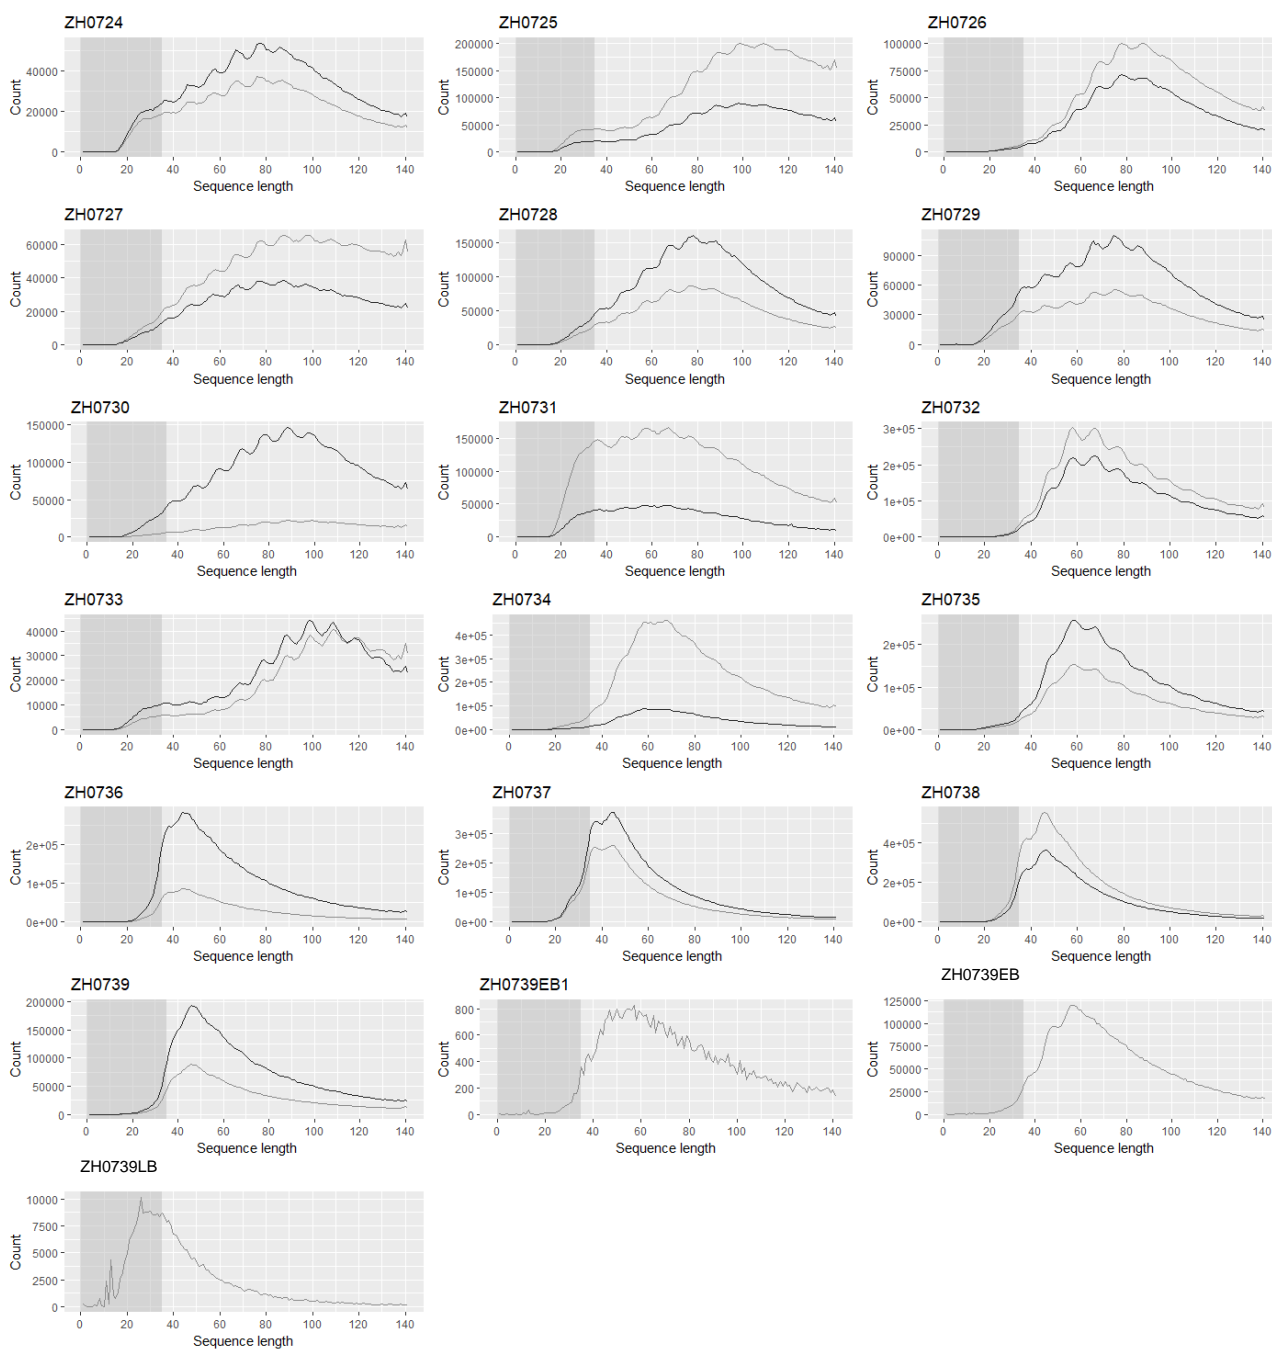 ZH0724
Count
40000
20000
0
0 20 40 60 80 100 120 140
Sequence length
ZH0725
Count
200000
150000
100000
50000
0
0 20 40 60 80 100 120 140
Sequence length
ZH0726
Count
100000
75000
50000
25000
0
0 20 40 60 80 100 120 140
Sequence length
ZH0727
Count
60000
40000
20000
0
0 20 40 60 80 100 120 140
Sequence length
ZH0728
Count
150000
100000
50000
0
0 20 40 60 80 100 120 140
Sequence length
ZH0729
Count
90000
60000
30000
0
0 20 40 60 80 100 120 140
Sequence length
ZH0730
Count
150000
100000
50000
0
0 20 40 60 80 100 120 140
Sequence length
ZH0731
Count
150000
100000
50000
0
0 20 40 60 80 100 120 140
Sequence length
ZH0732
Count
3e+05
2e+05
1e+05
0e+00
0 20 40 60 80 100 120 140
Sequence length
ZH0733
Count
40000
30000
20000
10000
0
0 20 40 60 80 100 120 140
Sequence length
ZH0734
Count
4e+05
3e+05
2e+05
1e+05
0e+00
0 20 40 60 80 100 120 140
Sequence length
ZH0735
Count
2e+05
1e+05
0e+00
0 20 40 60 80 100 120 140
Sequence length
ZH0736
Count
2e+05
1e+05
0e+00
0 20 40 60 80 100 120 140
Sequence length
ZH0737
Count
3e+05
2e+05
1e+05
0e+00
0 20 40 60 80 100 120 140
Sequence length
ZH0738
Count
4e+05
2e+05
0e+00
0 20 40 60 80 100 120 140
Sequence length
ZH0739
Count
200000
150000
100000
50000
0
0 20 40 60 80 100 120 140
Sequence length
ZH0739EB1
Count
800
600
400
200
0
0 20 40 60 80 100 120 140
Sequence length
ZH0739EB
Count
125000
100000
75000
50000
25000
0
0 20 40 60 80 100 120 140
Sequence length
ZH0739LB
Count
10000
7500
5000
2500
0
0 20 40 60 80 100 120 140
Sequence length